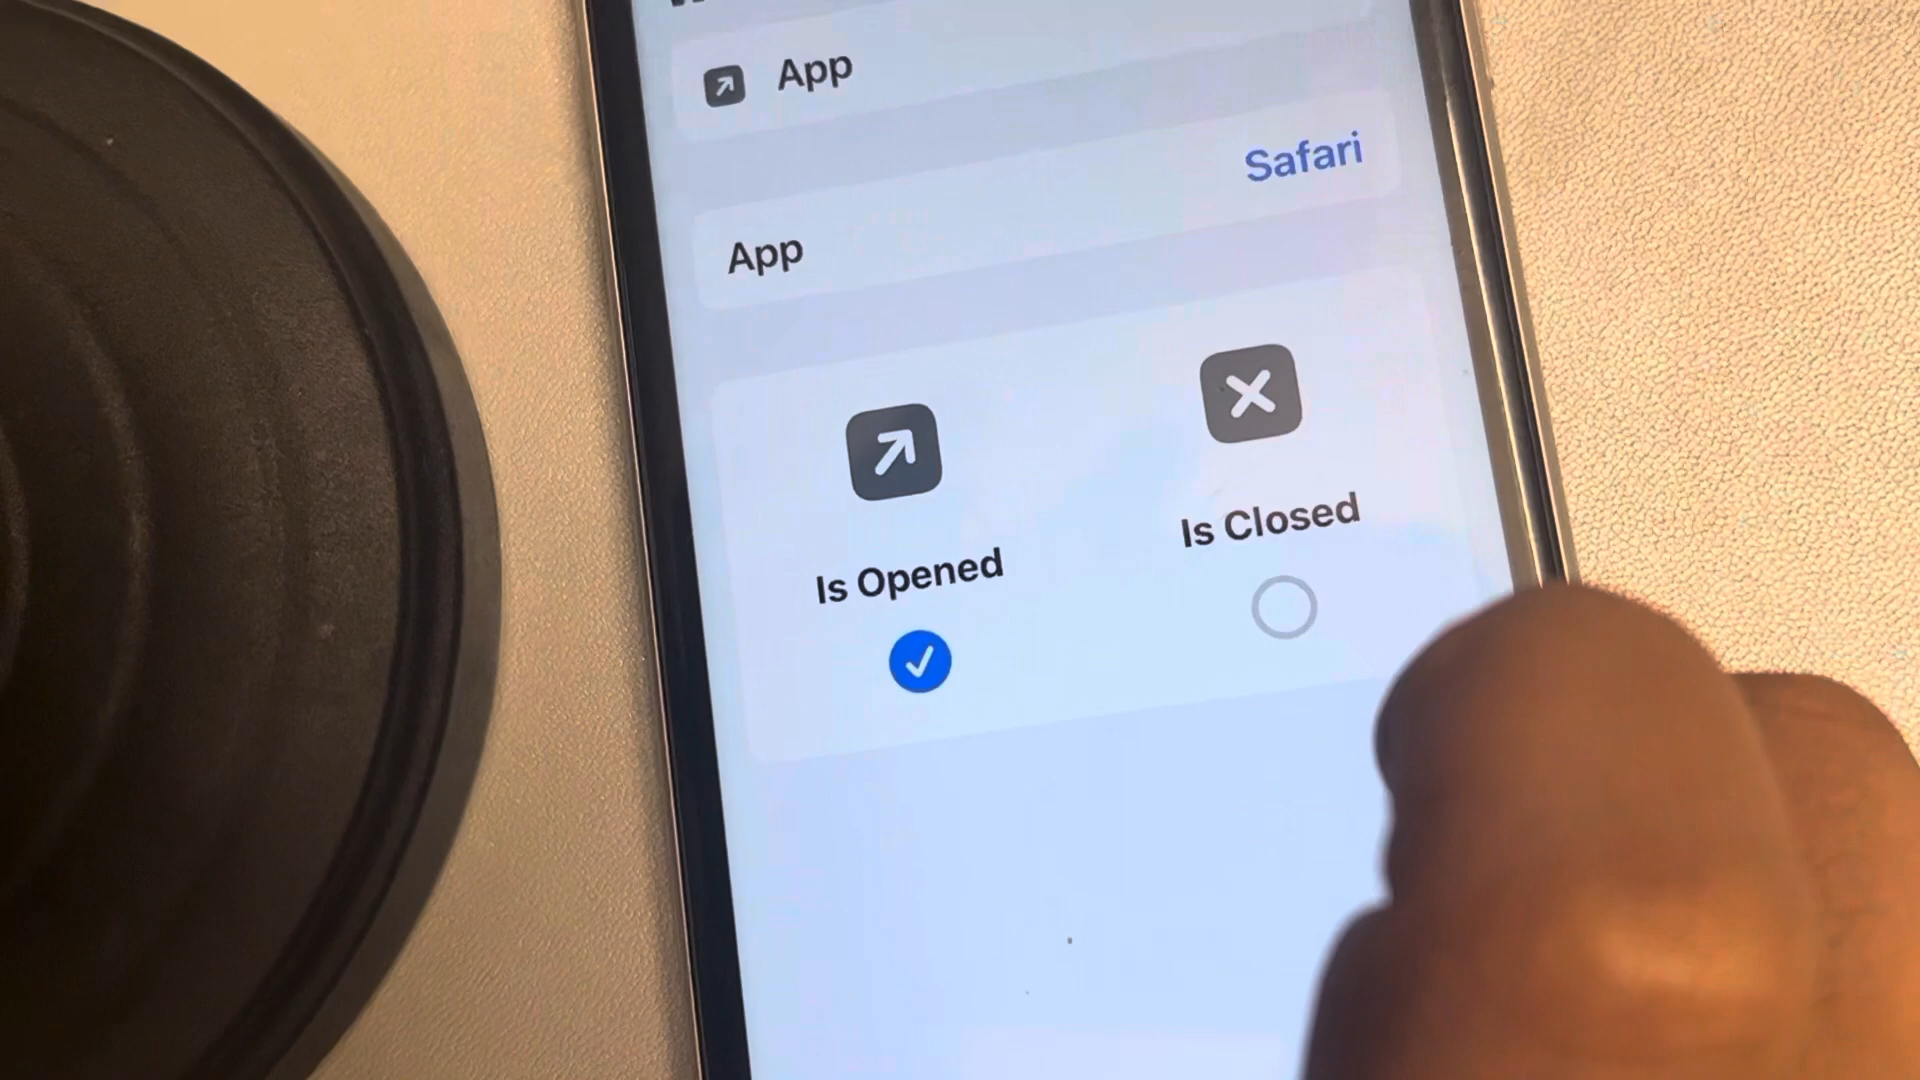 App
Safari
App
Is Opened
Is Closed